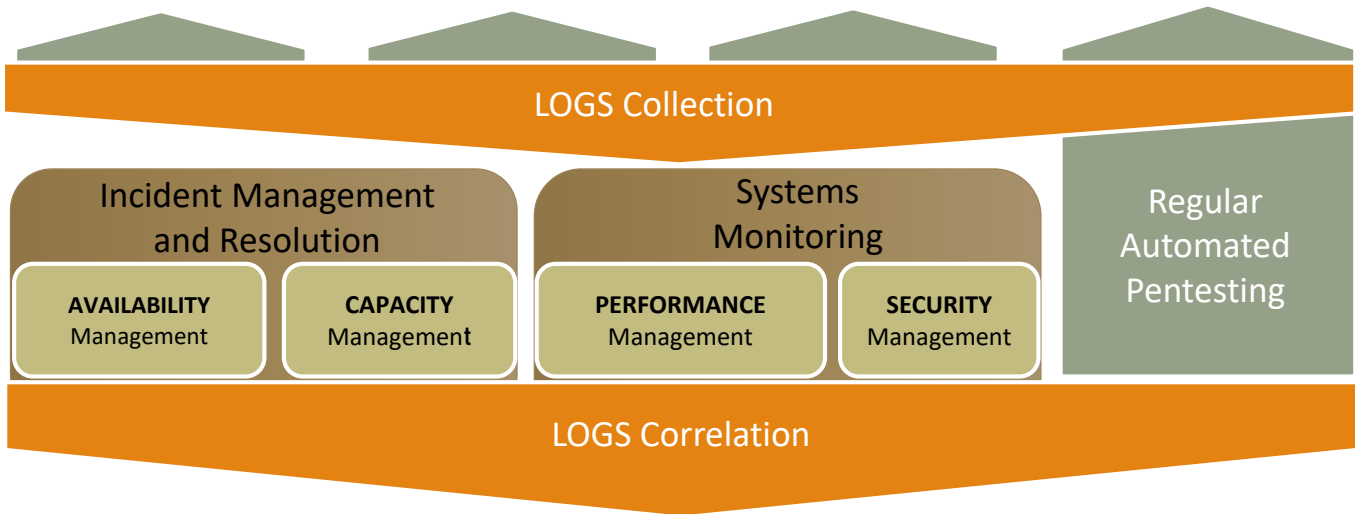 LOGS Collection
Incident Management
and Resolution
Systems
Monitoring
Regular
Automated
Pentesting
AVAILABILITY
Management
CAPACITY
Management
PERFORMANCE
Management
SECURITY
Management
LOGS Correlation